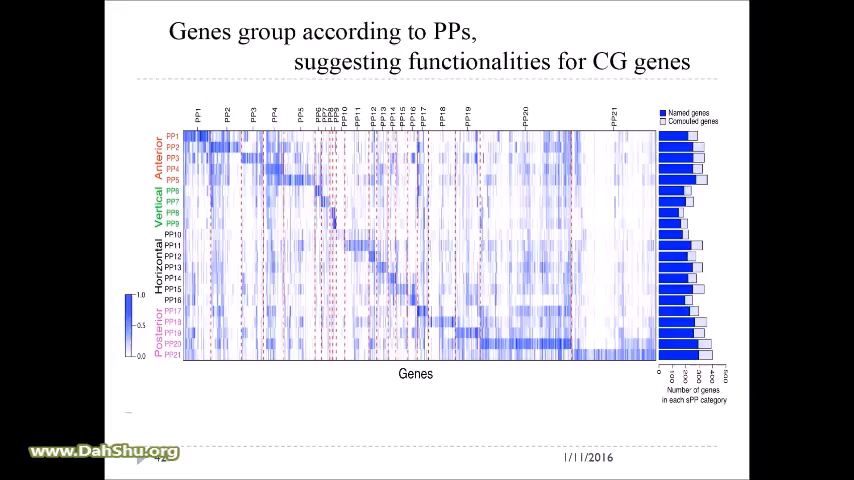 Genes group according to PPs,
suggesting functionalities for CG genes
PP1
PP2
PP3
PP4
PP5
PP6
PP7
PP8
PP9
PP10
PP11
PP12
PP13
PP14
PP15
PP16
PP17
PP18
PP19
PP20
PP21
Named genes
Computed genes
Anterior
Vertical
Horizontal
Posterior
PP1
PP2
PP3
PP4
PP5
PP6
PP7
PP8
PP9
PP10
PP11
PP12
PP13
PP14
PP15
PP16
PP17
PP18
PP19
PP20
PP21
1.0
0.5
0.0
Genes
0
100
200
300
400
500
Number of genes
in each sPP category
www.DahShu.org
42
1/11/2016